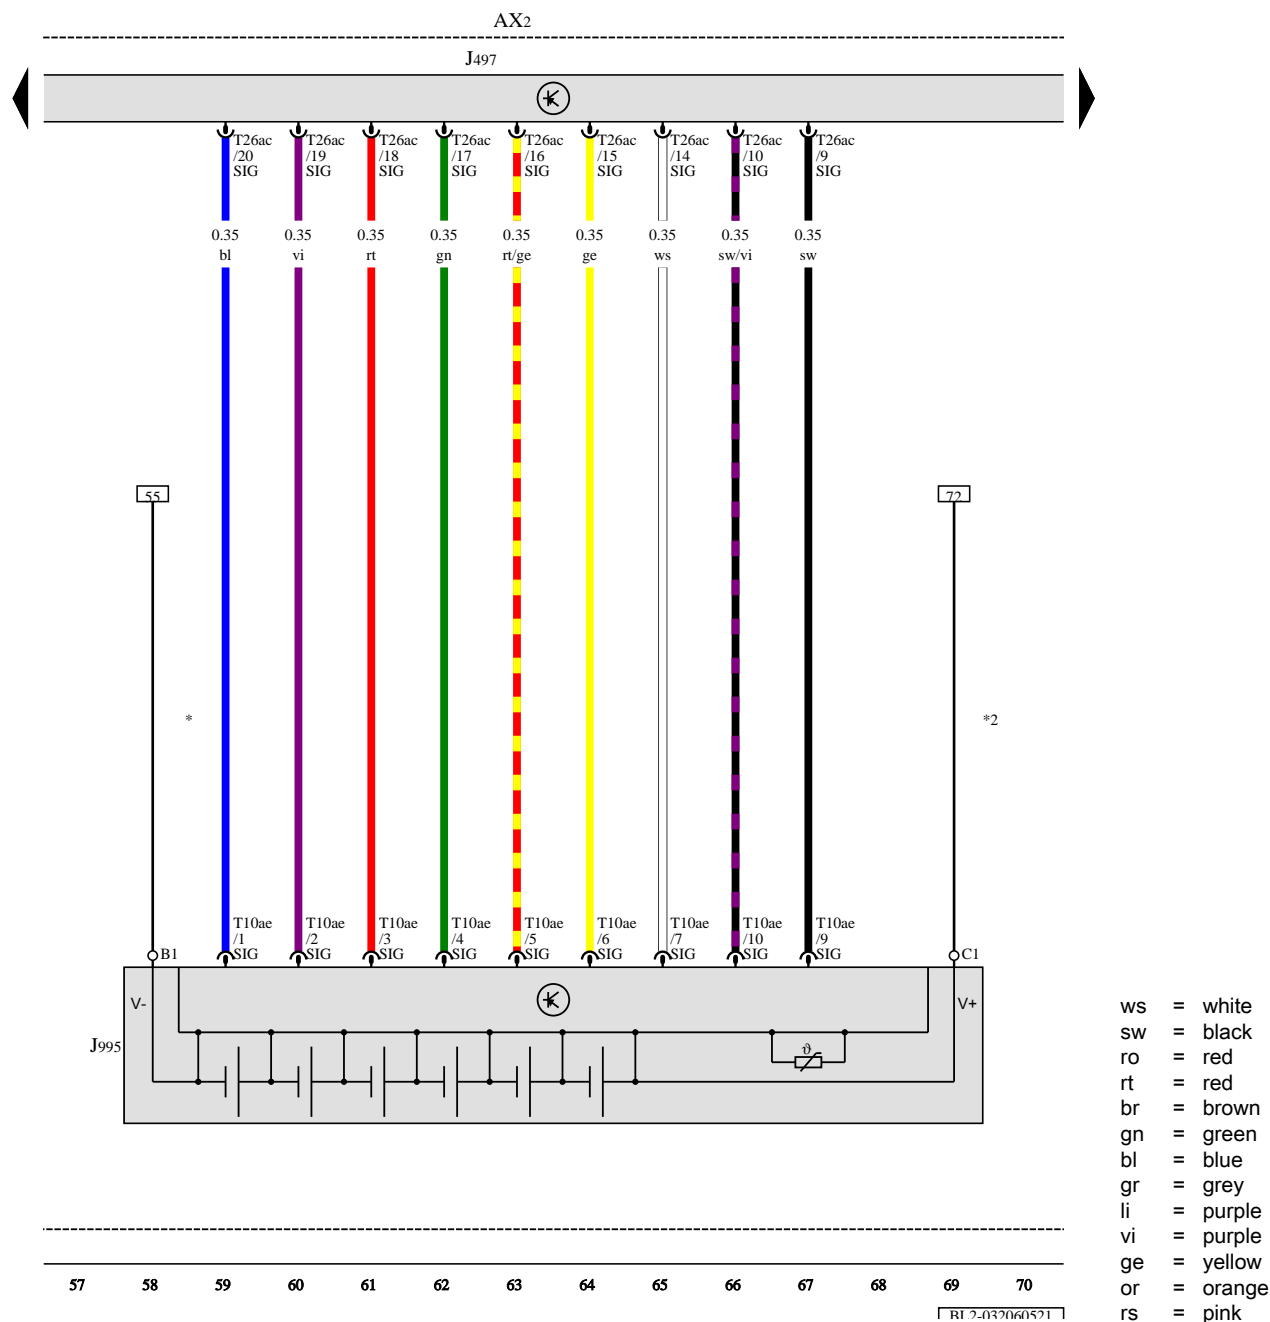 AX2
J497
T26ac /20 SIG
T26ac /19 SIG
T26ac /18 SIG
T26ac /17 SIG
T26ac /16 SIG
T26ac /15 SIG
T26ac /14 SIG
T26ac /10 SIG
T26ac /9 SIG
0.35 0.35 0.35 0.35 0.35 0.35 0.35 0.35 0.35
bl vi rt gn rt/ge ge ws sw/vi sw
55 72
* *2
T10ae /1 SIG
T10ae /2 SIG
T10ae /3 SIG
T10ae /4 SIG
T10ae /5 SIG
T10ae /6 SIG
T10ae /7 SIG
T10ae /10 SIG
T10ae /9 SIG
B1 C1
V- V+
J995
ϑ
ws = white
sw = black
ro = red
rt = red
br = brown
gn = green
bl = blue
gr = grey
li = purple
vi = purple
ge = yellow
or = orange
rs = pink
57 58 59 60 61 62 63 64 65 66 67 68 69 70
BL2-032060521